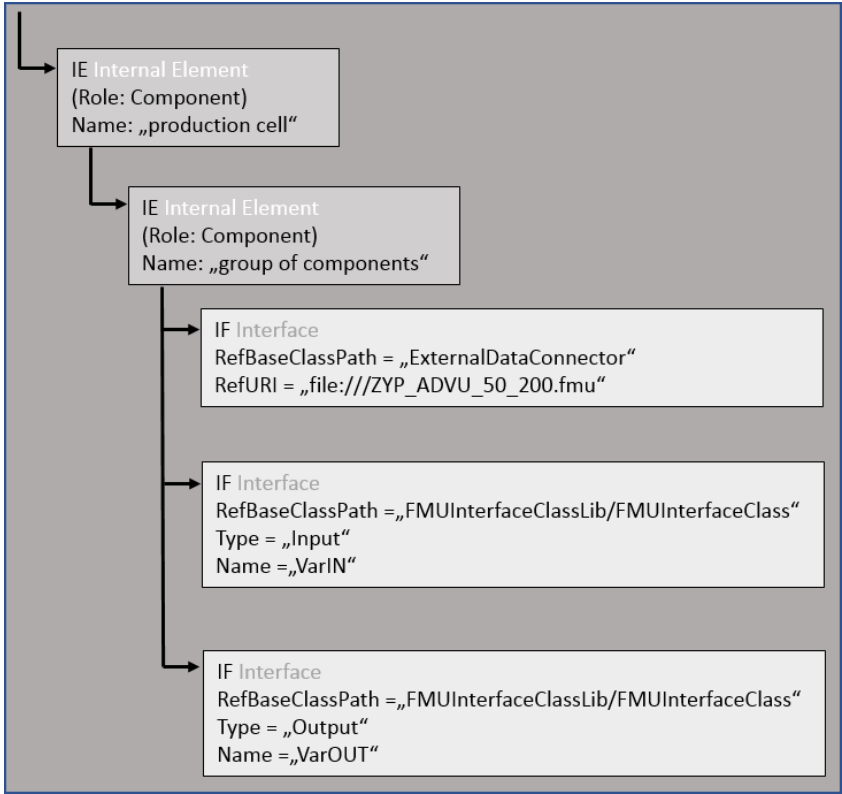 IE Internal Element
(Role: Component)
Name: „production cell“
IE Internal Element
(Role: Component)
Name: „group of components“
IF Interface
RefBaseClassPath = „ExternalDataConnector“
RefURI = „file:///ZYP_ADVU_50_200.fmu“
IF Interface
RefBaseClassPath =„FMUInterfaceClassLib/FMUInterfaceClass“
Type = „Input“
Name =„VarIN“
IF Interface
RefBaseClassPath =„FMUInterfaceClassLib/FMUInterfaceClass“
Type = „Output“
Name =„VarOUT“